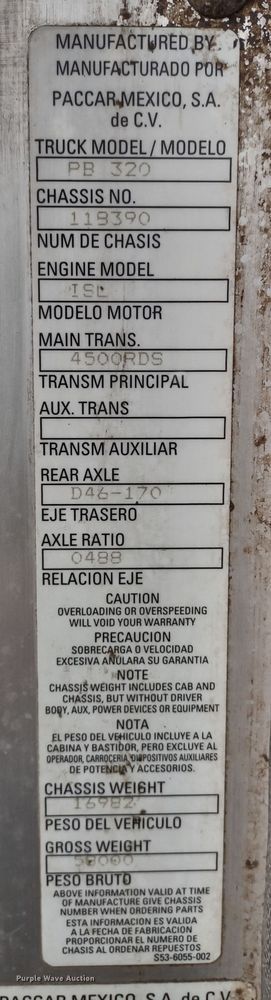 MANUFACTURED BY
MANUFACTURADO POR
PACCAR MEXICO, S.A.
de C.V.
TRUCK MODEL / MODELO
PB 320
CHASSIS NO.
118390
NUM DE CHASIS
ENGINE MODEL
ISL
MODELO MOTOR
MAIN TRANS.
4500RDS
TRANSM PRINCIPAL
AUX. TRANS
TRANSM AUXILIAR
REAR AXLE
D46-170
EJE TRASERO
AXLE RATIO
0488
RELACION EJE
CAUTION
OVERLOADING OR OVERSPEEDING
WILL VOID YOUR WARRANTY
PRECAUCION
SOBRECARGA O VELOCIDAD
EXCESIVA ANULARA SU GARANTIA
NOTE
CHASSIS WEIGHT INCLUDES CAB AND
CHASSIS, BUT WITHOUT DRIVER
BODY, AUX, POWER DEVICES OR EQUIPMENT
NOTA
EL PESO DEL VEHICULO INCLUYE A LA
CABINA Y BASTIDOR, PERO EXCLUYE AL
OPERADOR, CARROCERIA, DISPOSITIVOS AUXILIARES
DE POTENCIA Y ACCESORIOS.
CHASSIS WEIGHT
16982
PESO DEL VEHICULO
GROSS WEIGHT
58000
PESO BRUTO
ABOVE INFORMATION VALID AT TIME
OF MANUFACTURE GIVE CHASSIS
NUMBER WHEN ORDERING PARTS
ESTA INFORMACION ES VALIDA
A LA FECHA DE FABRICACION
PROPORCIONAR EL NUMERO DE
CHASIS AL ORDENAR REPUESTOS
S53-6055-002
Purple Wave Auction
PACCAR MEXICO, S.A. de C.V.